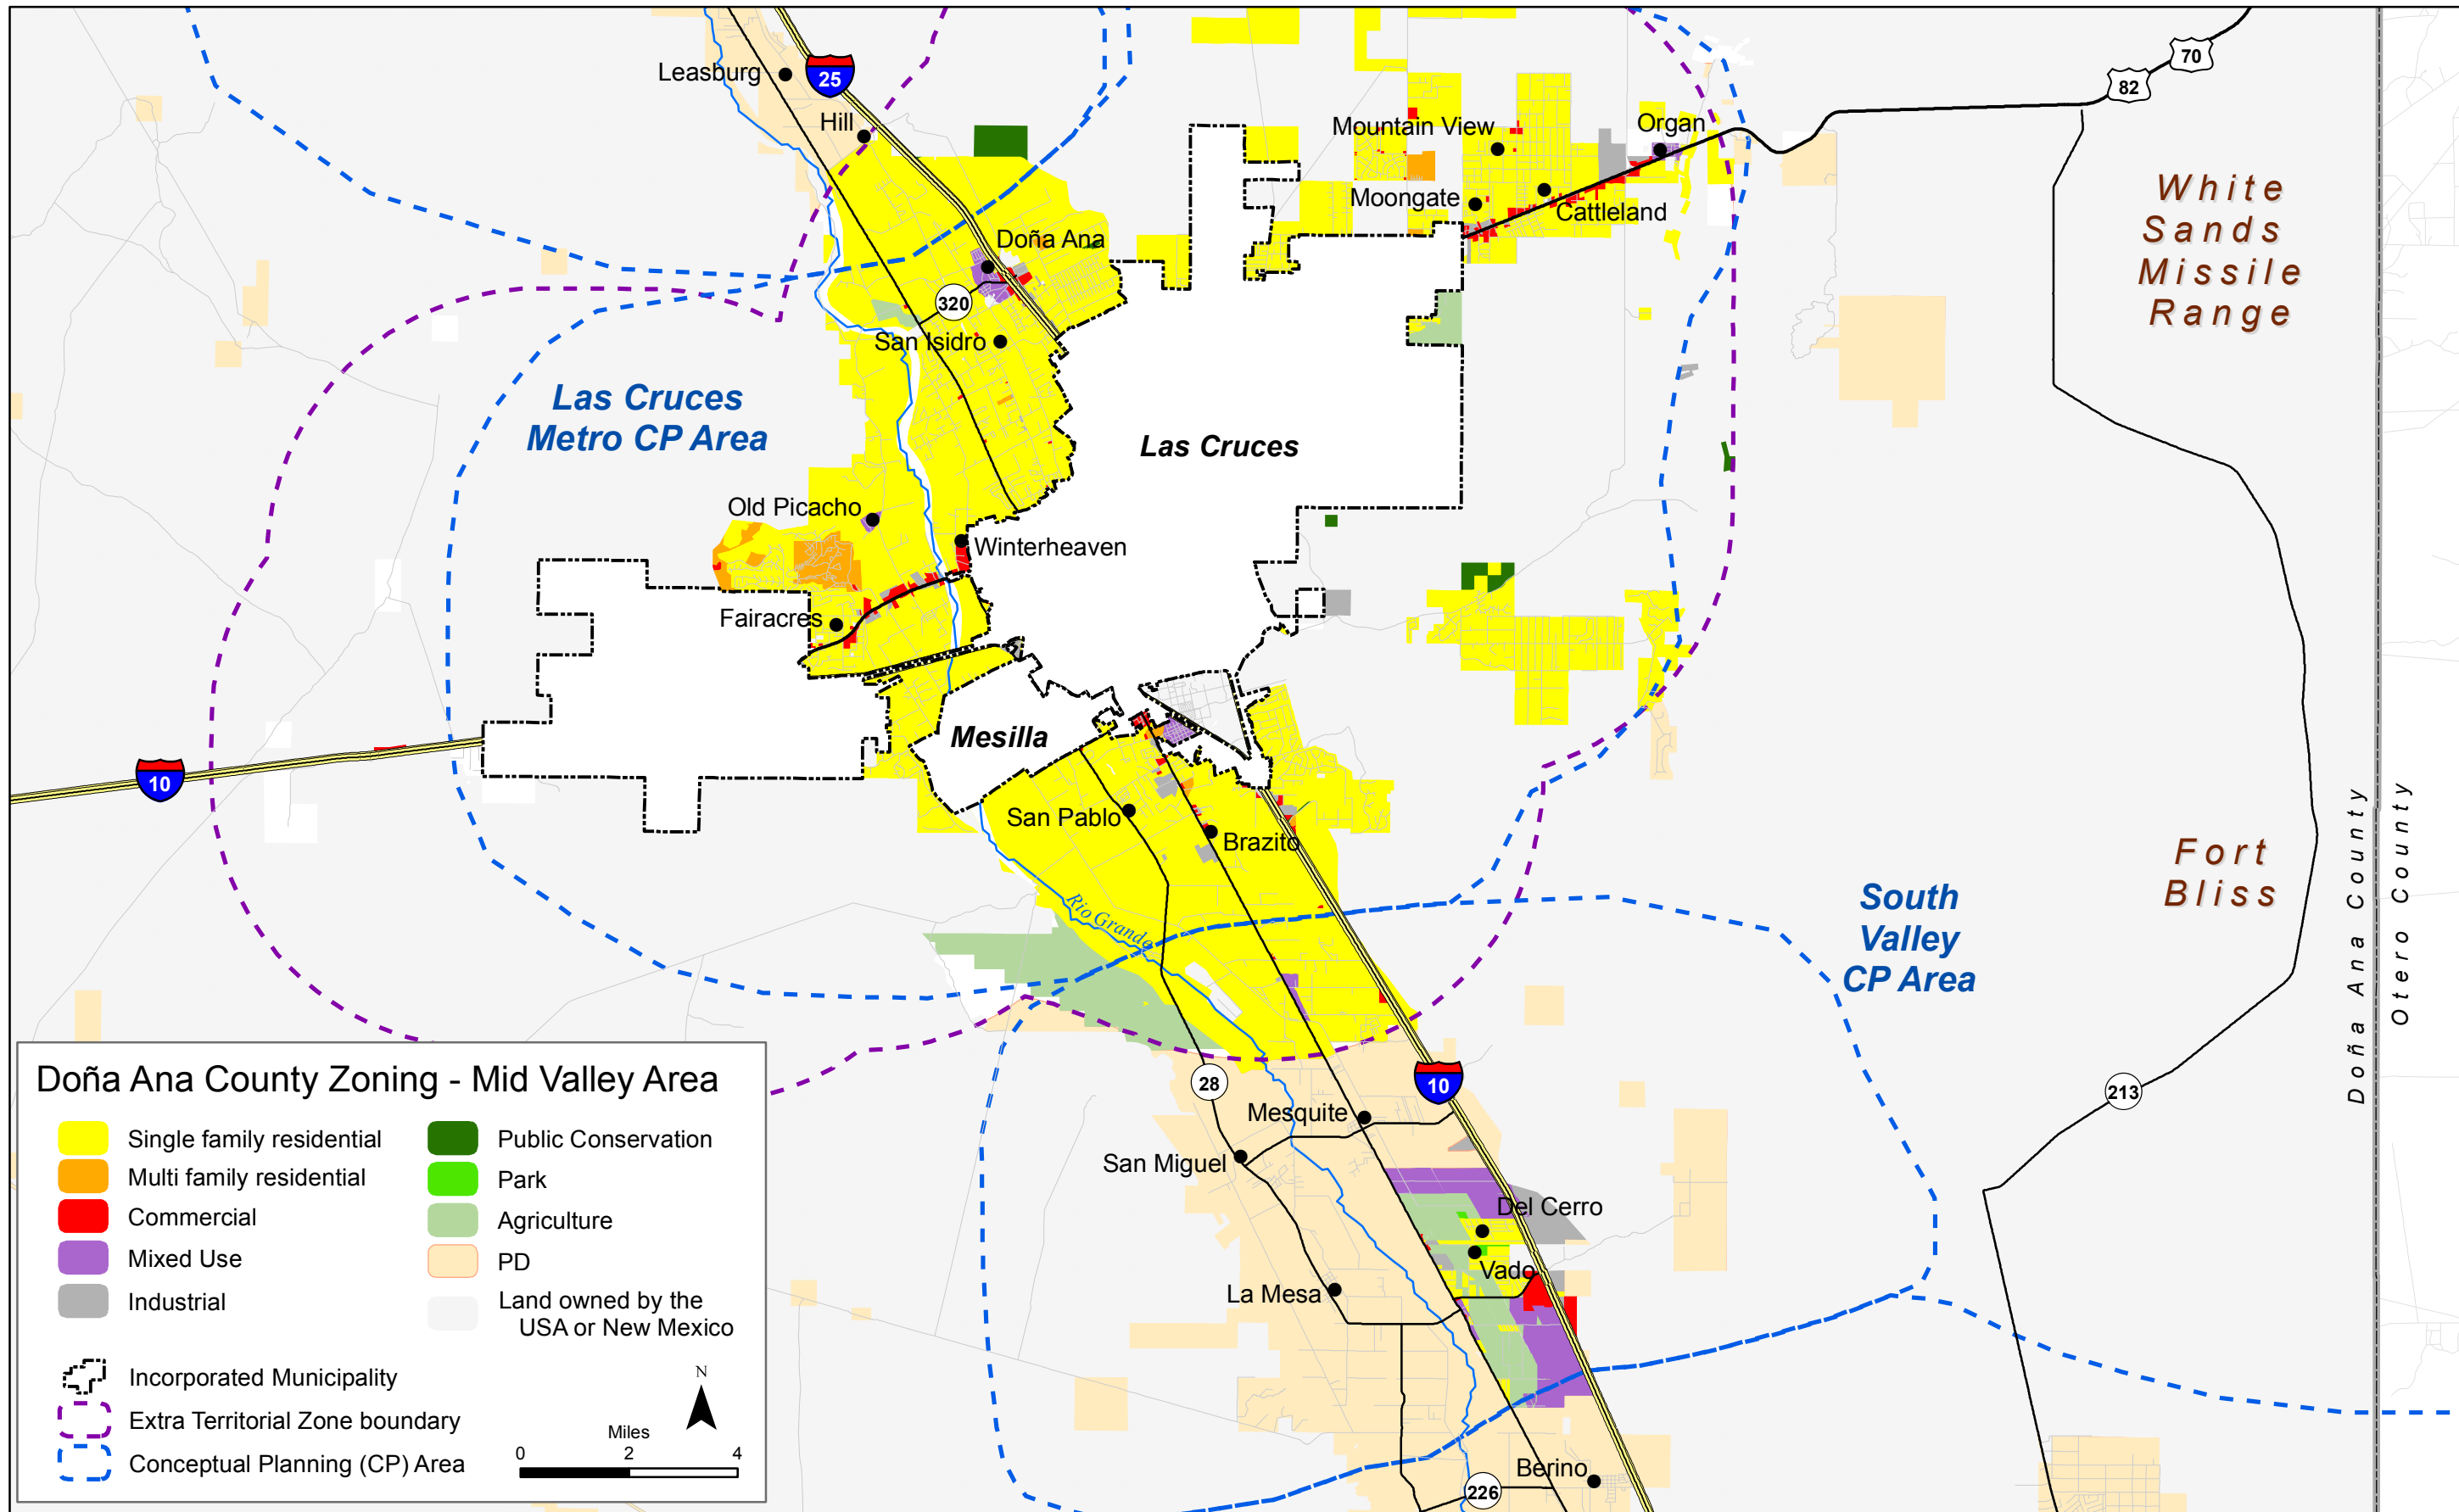 Leasburg
25
Hill
70
82
Mountain View
Organ
Moongate
Cattleland
White
Sands
Missile
Range
Doña Ana
320
San Isidro
Las Cruces
Metro CP Area
Las Cruces
Old Picacho
Winterheaven
Fairacres
Mesilla
10
San Pablo
Brazito
Rio Grande
South
Valley
CP Area
Fort
Bliss
Doña Ana County
Otero County
28
10
213
Mesquite
San Miguel
Del Cerro
Vado
La Mesa
Berino
226
Doña Ana County Zoning - Mid Valley Area
Single family residential
Multi family residential
Commercial
Mixed Use
Industrial
Public Conservation
Park
Agriculture
PD
Land owned by the
USA or New Mexico
Incorporated Municipality
Extra Territorial Zone boundary
Conceptual Planning (CP) Area
N
Miles
0 2 4